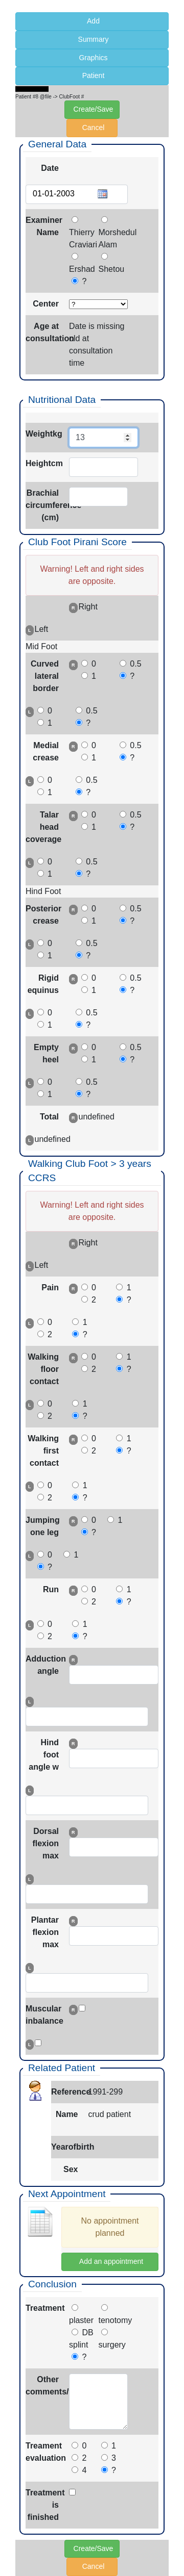 Add
Summary
Graphics
Patient
Patient #8 @file -> ClubFoot #
Create/Save
Cancel
General Data
Date
01-01-2003
Examiner
Name
Thierry Morshedul
Craviari Alam
Ershad Shetou
?
Center ?
Age at Date is missing
consultation
at
consultation
time
Nutritional Data
Weightkg 13
Heightcm
Brachial
circumference
(cm)
Club Foot Pirani Score
Warning! Left and right sides
are opposite.
R Right
L Left
Mid Foot
Curved R 0 0.5
lateral 1 ?
border
L 0 0.5
1 ?
Medial R 0 0.5
crease 1 ?
L 0 0.5
1 ?
Talar R 0 0.5
head 1 ?
coverage
L 0 0.5
1 ?
Hind Foot
Posterior R 0 0.5
crease 1 ?
L 0 0.5
1 ?
Rigid R 0 0.5
equinus 1 ?
L 0 0.5
1 ?
Empty R 0 0.5
heel 1 ?
L 0 0.5
1 ?
Total R undefined
L undefined
Walking Club Foot > 3 years
CCRS
Warning! Left and right sides
are opposite.
R Right
L Left
Pain R 0 1
2 ?
L 0 1
2 ?
Walking R 0 1
floor 2 ?
contact
L 0 1
2 ?
Walking R 0 1
first 2 ?
contact
L 0 1
2 ?
Jumping R 0 1
one leg ?
L 0 1
?
Run R 0 1
2 ?
L 0 1
2 ?
Adduction R
angle
L
Hind R
foot
angle w
L
Dorsal R
flexion
max
L
Plantar R
flexion
max
L
Muscular R
inbalance
L
Related Patient
Reference 1991-299
Name crud patient
Yearofbirth
Sex
Next Appointment
No appointment
planned
Add an appointment
Conclusion
Treatment
plaster tenotomy
DB
splint surgery
?
Other
comments/
Treament 0 1
evaluation 2 3
4 ?
Treatment
is
finished
Create/Save
Cancel